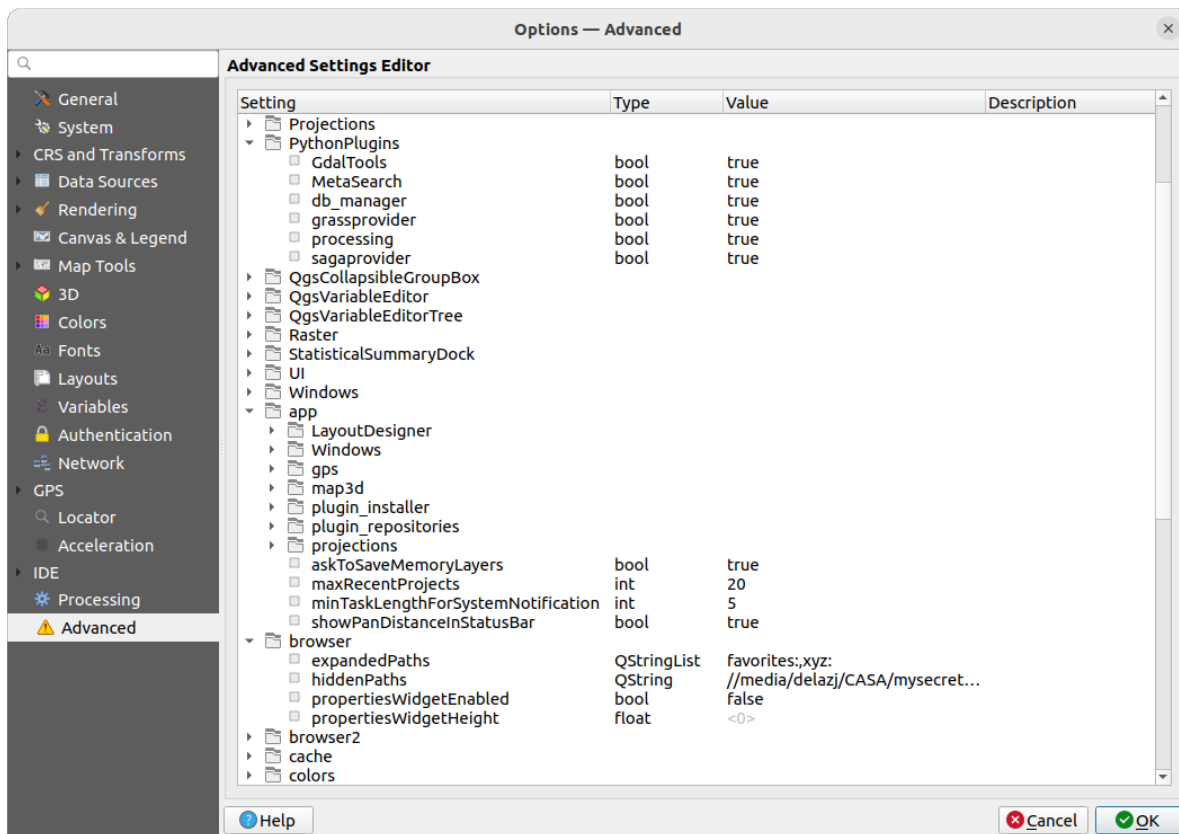 Options — Advanced
General
System
CRS and Transforms
Data Sources
Rendering
Canvas & Legend
Map Tools
3D
Colors
Fonts
Layouts
Variables
Authentication
Network
GPS
Locator
Acceleration
IDE
Processing
Advanced
Advanced Settings Editor
Setting Type Value Description
Projections
PythonPlugins
GdalTools bool true
MetaSearch bool true
db_manager bool true
grassprovider bool true
processing bool true
sagaprovider bool true
QgsCollapsibleGroupBox
QgsVariableEditor
QgsVariableEditorTree
Raster
StatisticalSummaryDock
UI
Windows
app
LayoutDesigner
Windows
gps
map3d
plugin_installer
plugin_repositories
projections
askToSaveMemoryLayers bool true
maxRecentProjects int 20
minTaskLengthForSystemNotification int 5
showPanDistanceInStatusBar bool true
browser
expandedPaths QStringList favorites:,xyz:
hiddenPaths QString //media/delazj/CASA/mysecret...
propertiesWidgetEnabled bool false
propertiesWidgetHeight float <0>
browser2
cache
colors
Help Cancel OK